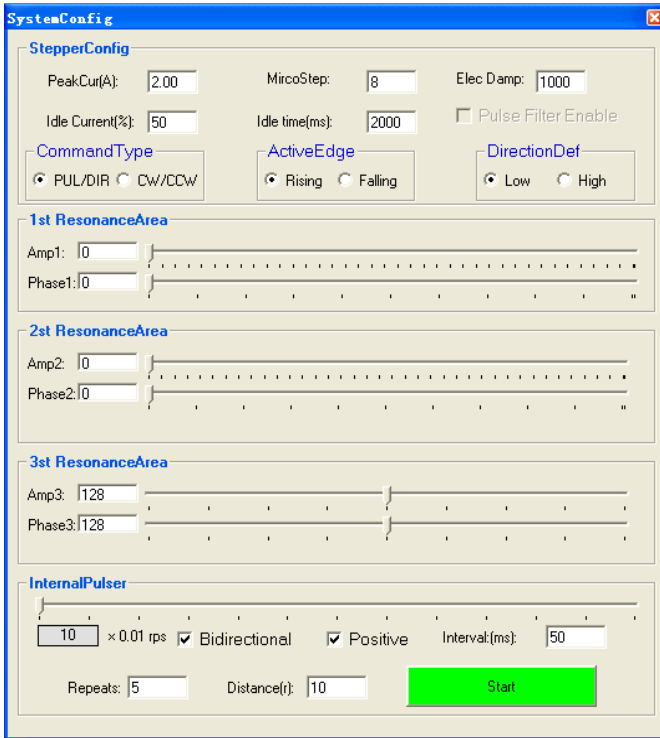 SystemConfig
StepperConfig
PeakCur(A): 2.00 MircoStep: 8 Elec Damp: 1000
Idle Current(%): 50 Idle time(ms): 2000 Pulse Filter Enable
CommandType ActiveEdge DirectionDef
PUL/DIR CW/CCW Rising Falling Low High
1st ResonanceArea
Amp1: 0
Phase1: 0
2st ResonanceArea
Amp2: 0
Phase2: 0
3st ResonanceArea
Amp3: 128
Phase3: 128
InternalPulser
10 × 0.01 rps Bidirectional Positive Interval:(ms): 50
Repeats: 5 Distance(r): 10 Start